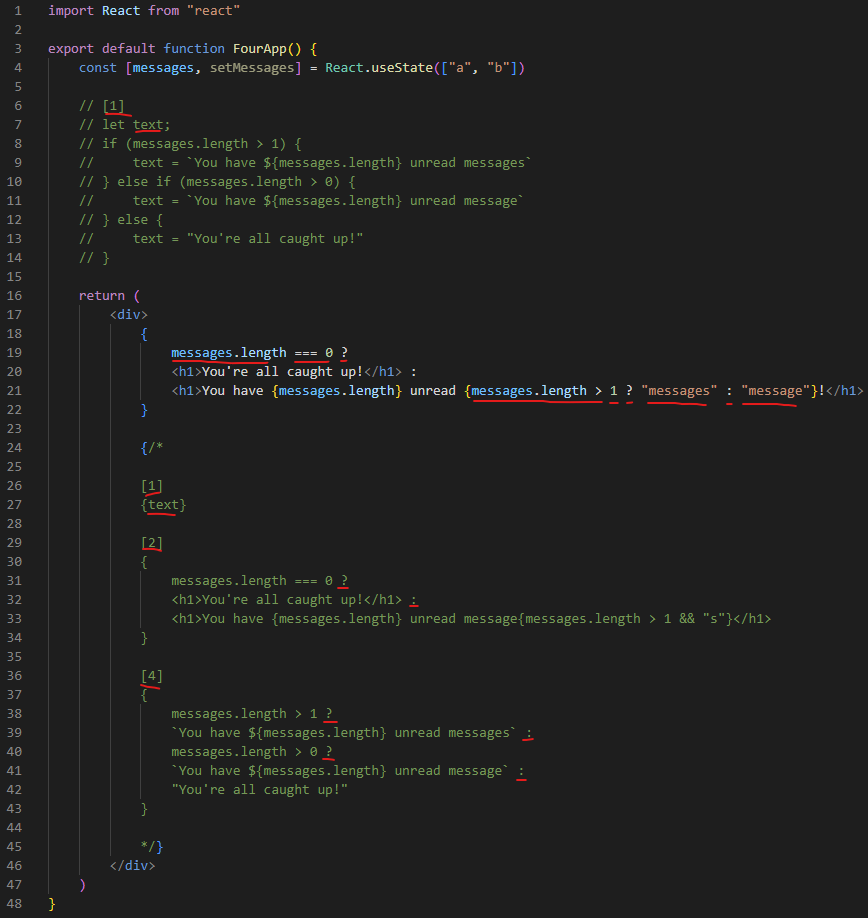 1 import React from "react"
2
3 export default function FourApp() {
4     const [messages, setMessages] = React.useState(["a", "b"])
5
6     // [1]
7     // let text;
8     // if (messages.length > 1) {
9     //     text = `You have ${messages.length} unread messages`
10     // } else if (messages.length > 0) {
11     //     text = `You have ${messages.length} unread message`
12     // } else {
13     //     text = "You're all caught up!"
14     // }
15
16     return (
17         <div>
18             {
19                 messages.length === 0 ?
20                 <h1>You're all caught up!</h1> :
21                 <h1>You have {messages.length} unread {messages.length > 1 ? "messages" : "message"}!</h1>
22             }
23
24             {/*
25
26             [1]
27             {text}
28
29             [2]
30             {
31                 messages.length === 0 ?
32                 <h1>You're all caught up!</h1> :
33                 <h1>You have {messages.length} unread message{messages.length > 1 && "s"}</h1>
34             }
35
36             [4]
37             {
38                 messages.length > 1 ?
39                 `You have ${messages.length} unread messages` :
40                 messages.length > 0 ?
41                 `You have ${messages.length} unread message` :
42                 "You're all caught up!"
43             }
44
45             */}
46         </div>
47     )
48 }